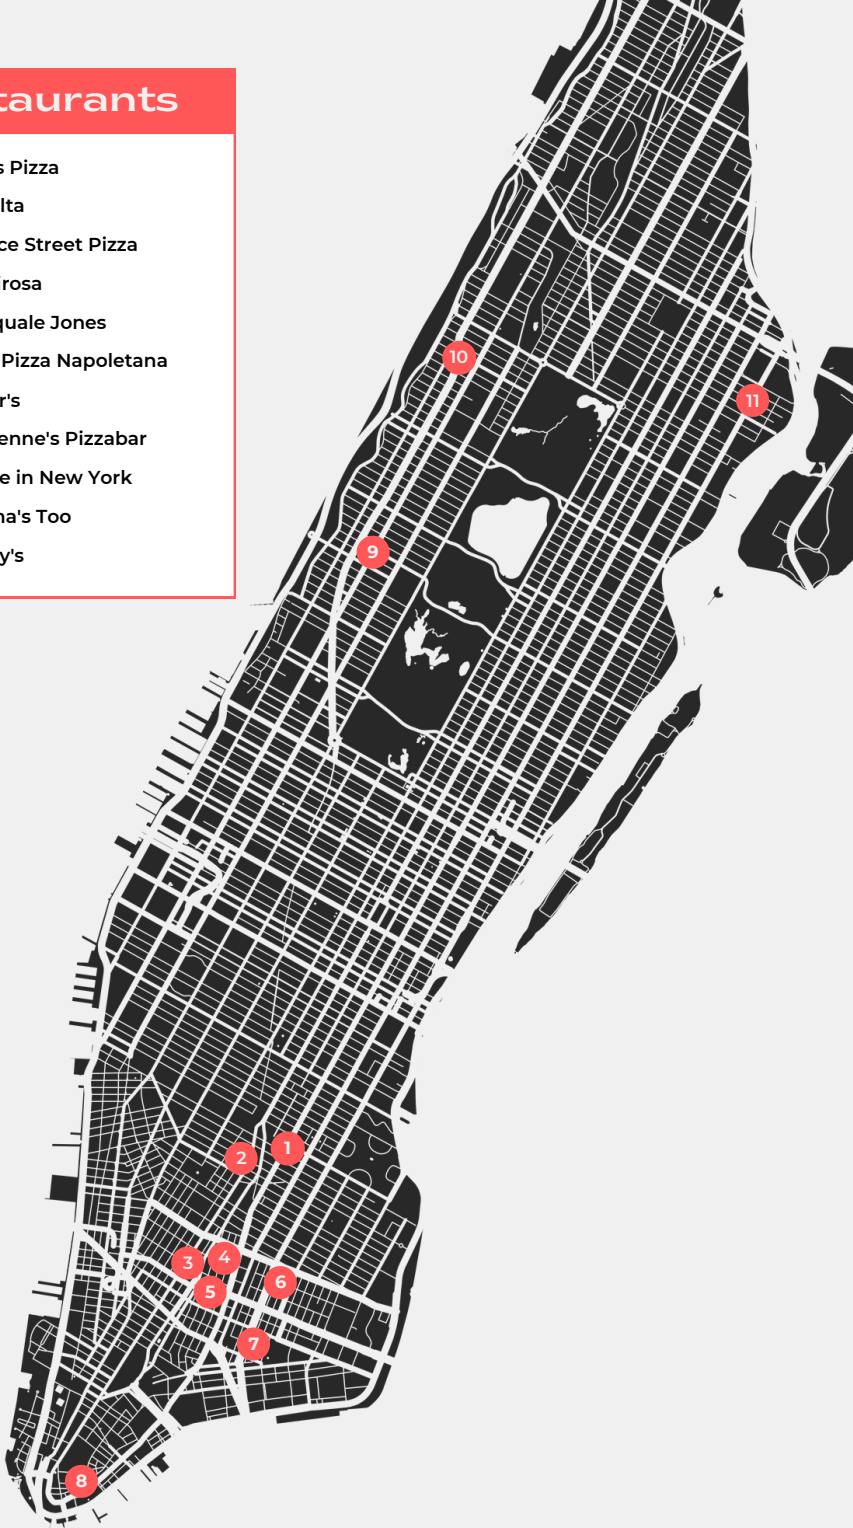 taurants
s Pizza
lta
ce Street Pizza
irosa
quale Jones
Pizza Napoletana
r's
enne's Pizzabar
e in New York
na's Too
y's
10
11
9
1
2
3
4
5
6
7
8